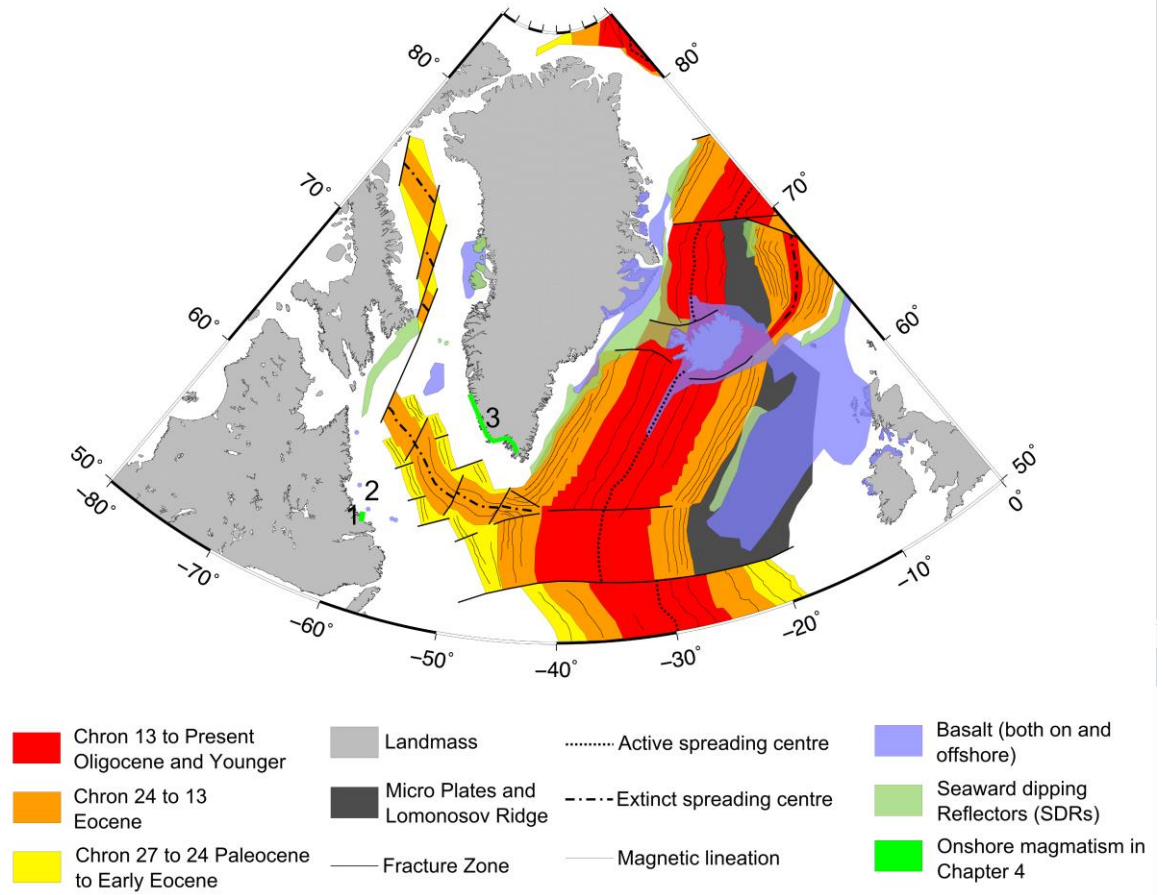 80°
80°
70°
70°
60°
60°
50°
-80°
50°
0°
3
2
1
−70°
−10°
−60°
−20°
−50°
−30°
−40°
Chron 13 to Present
Oligocene and Younger
Chron 24 to 13
Eocene
Chron 27 to 24 Paleocene
to Early Eocene
Landmass
Micro Plates and
Lomonosov Ridge
Fracture Zone
Active spreading centre
Extinct spreading centre
Magnetic lineation
Basalt (both on and
offshore)
Seaward dipping
Reflectors (SDRs)
Onshore magmatism in
Chapter 4